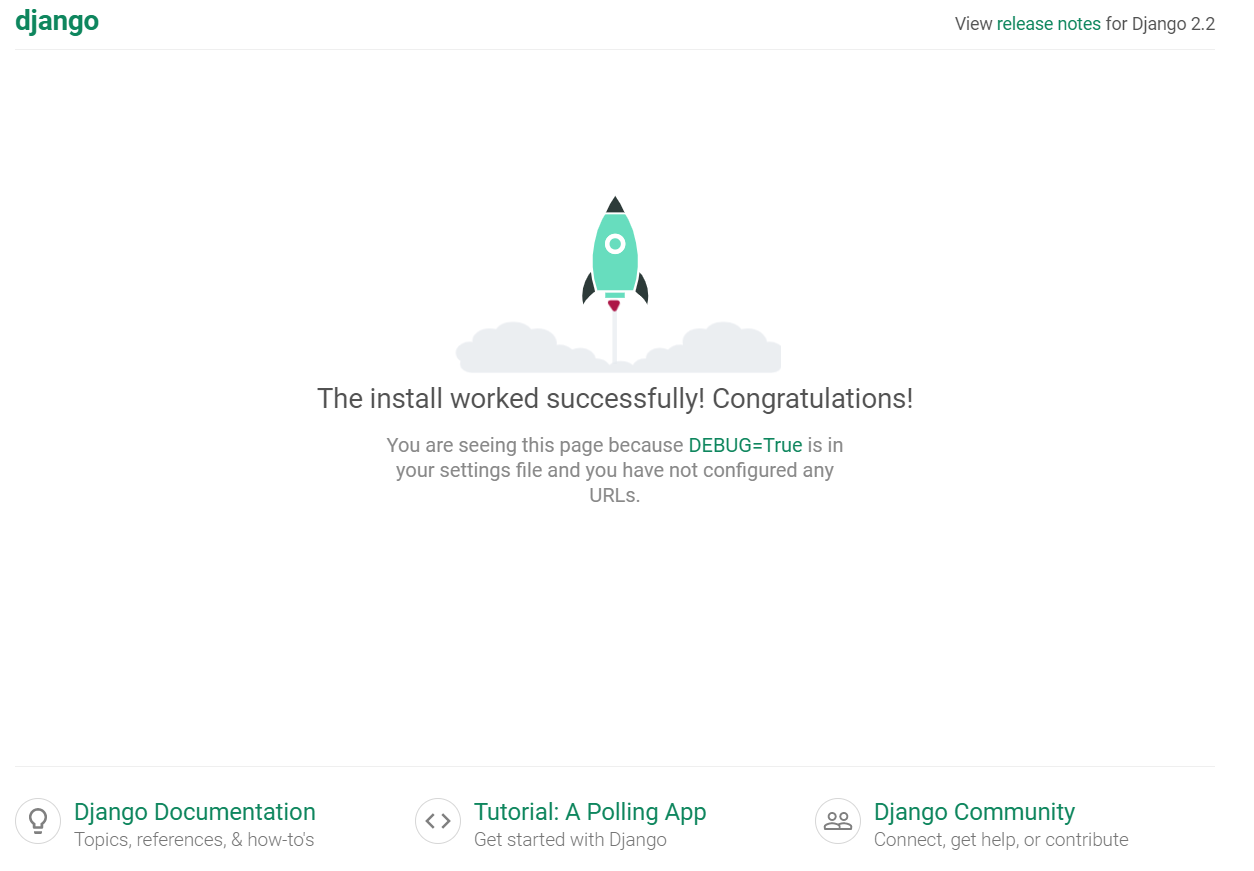 django
View release notes for Django 2.2
The install worked successfully! Congratulations!
You are seeing this page because DEBUG=True is in
your settings file and you have not configured any
URLs.
Django Documentation
Topics, references, & how-to's
Tutorial: A Polling App
Get started with Django
Django Community
Connect, get help, or contribute